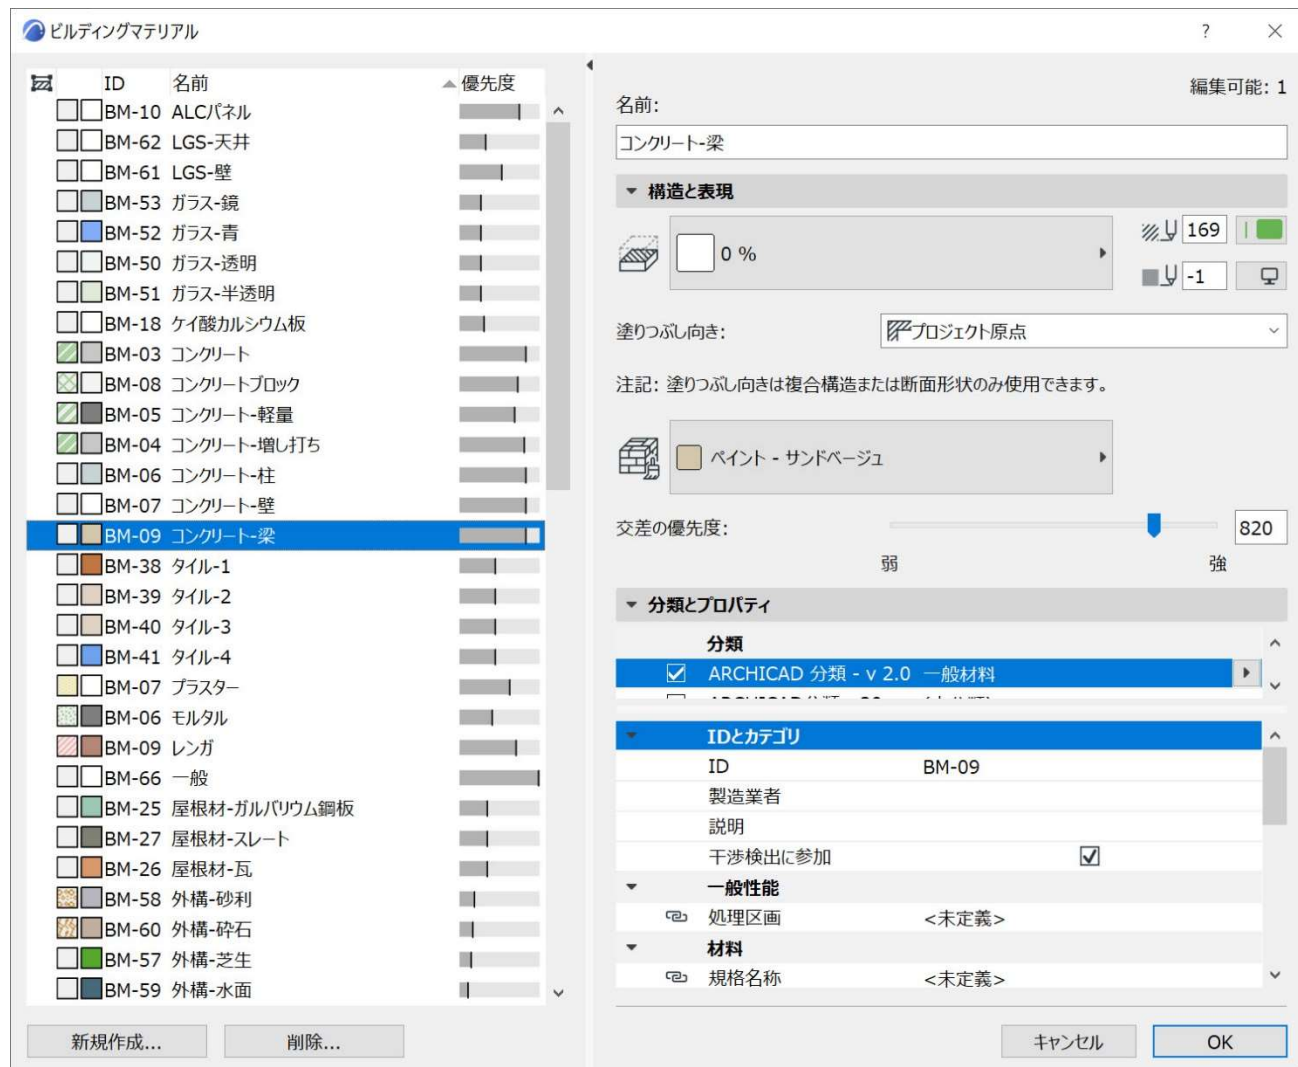 ビルディングマテリアル
?
ID 名前 優先度
BM-10 ALCパネル
BM-62 LGS-天井
BM-61 LGS-壁
BM-53 ガラス-鏡
BM-52 ガラス-青
BM-50 ガラス-透明
BM-51 ガラス-半透明
BM-18 ケイ酸カルシウム板
BM-03 コンクリート
BM-08 コンクリートブロック
BM-05 コンクリート-軽量
BM-04 コンクリート-増し打ち
BM-06 コンクリート-柱
BM-07 コンクリート-壁
BM-09 コンクリート-梁
BM-38 タイル-1
BM-39 タイル-2
BM-40 タイル-3
BM-41 タイル-4
BM-07 プラスター
BM-06 モルタル
BM-09 レンガ
BM-66 一般
BM-25 屋根材-ガルバリウム鋼板
BM-27 屋根材-スレート
BM-26 屋根材-瓦
BM-58 外構-砂利
BM-60 外構-砕石
BM-57 外構-芝生
BM-59 外構-水面
新規作成...
削除...
編集可能: 1
名前:
コンクリート-梁
構造と表現
0 %
169
-1
塗りつぶし向き:
プロジェクト原点
注記: 塗りつぶし向きは複合構造または断面形状のみ使用できます。
ペイント - サンドベージュ
交差の優先度:
820
弱 強
分類とプロパティ
分類
ARCHICAD 分類 - v 2.0 一般材料
IDとカテゴリ
ID BM-09
製造業者
説明
干渉検出に参加
一般性能
処理区画 <未定義>
材料
規格名称 <未定義>
キャンセル
OK